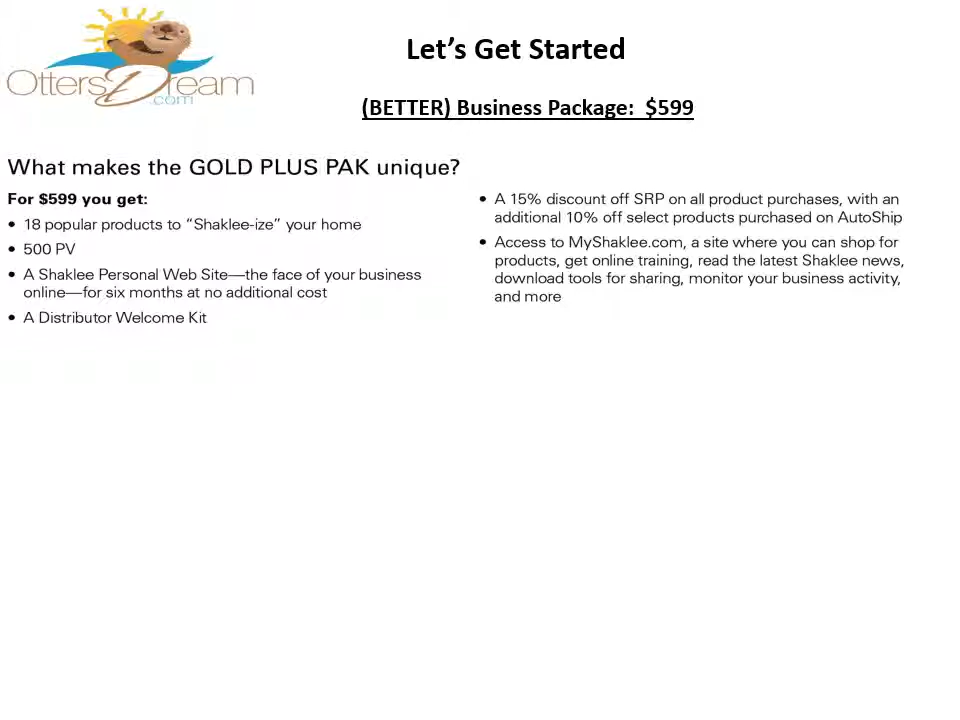 OttersDream
.com
Let's Get Started
(BETTER) Business Package:  $599
What makes the GOLD PLUS PAK unique?
For $599 you get:
• 18 popular products to “Shaklee-ize” your home
• 500 PV
• A Shaklee Personal Web Site—the face of your business
online—for six months at no additional cost
• A Distributor Welcome Kit
• A 15% discount off SRP on all product purchases, with an
additional 10% off select products purchased on AutoShip
• Access to MyShaklee.com, a site where you can shop for
products, get online training, read the latest Shaklee news,
download tools for sharing, monitor your business activity,
and more